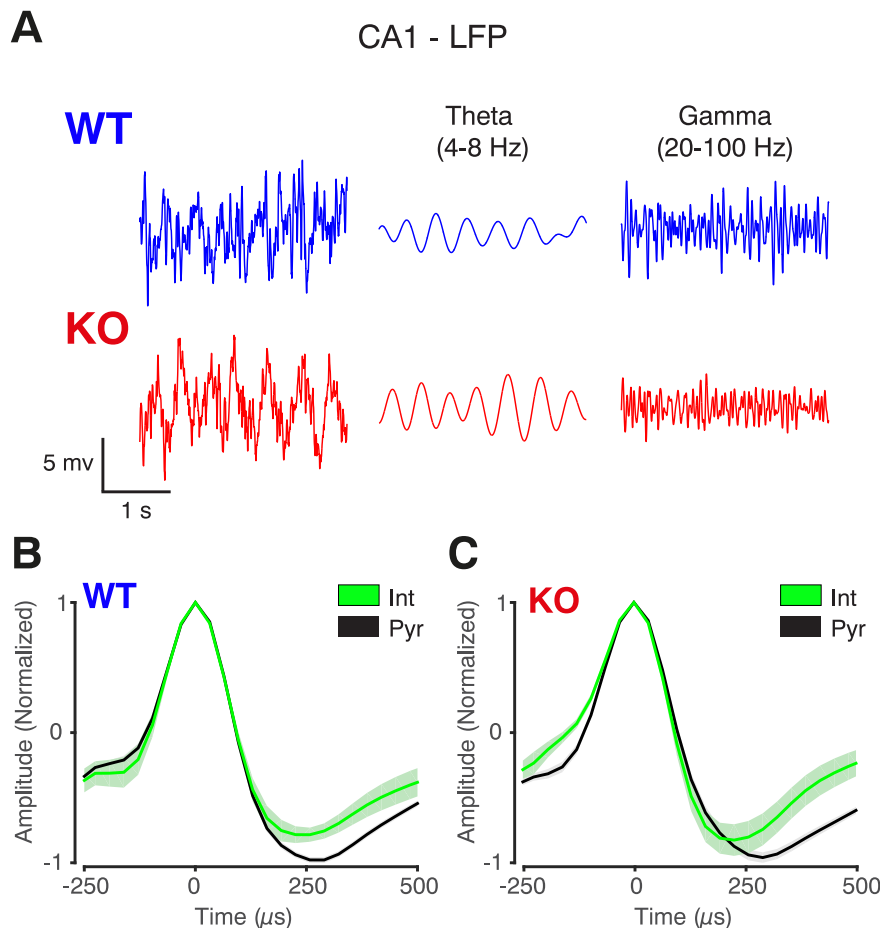 A
CA1 - LFP
WT
Theta
(4-8 Hz)
Gamma
(20-100 Hz)
KO
5 mv
1 s
B
WT
Int
Pyr
Amplitude (Normalized)
1
0
-1
-250
0
250
500
Time (µs)
C
KO
Int
Pyr
Amplitude (Normalized)
1
0
-1
-250
0
250
500
Time (µs)